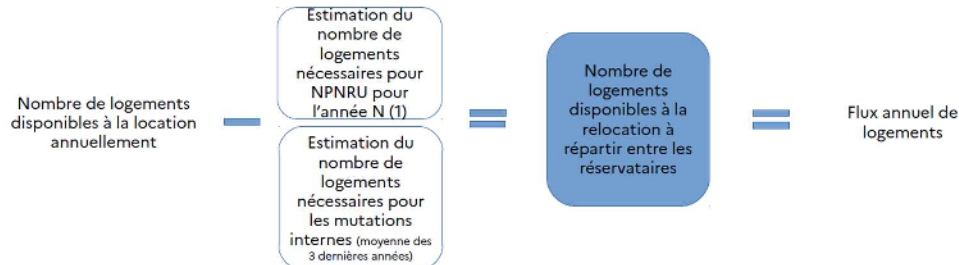 Nombre de logements
disponibles à la location
annuellement
Estimation du
nombre de
logements
nécessaires pour
NPNRU pour
l'année N (1)
Estimation du
nombre de
logements
nécessaires pour
les mutations
internes (moyenne des
3 dernières années)
Nombre de
logements
disponibles à la
relocation à
répartir entre les
réservataires
Flux annuel de
logements